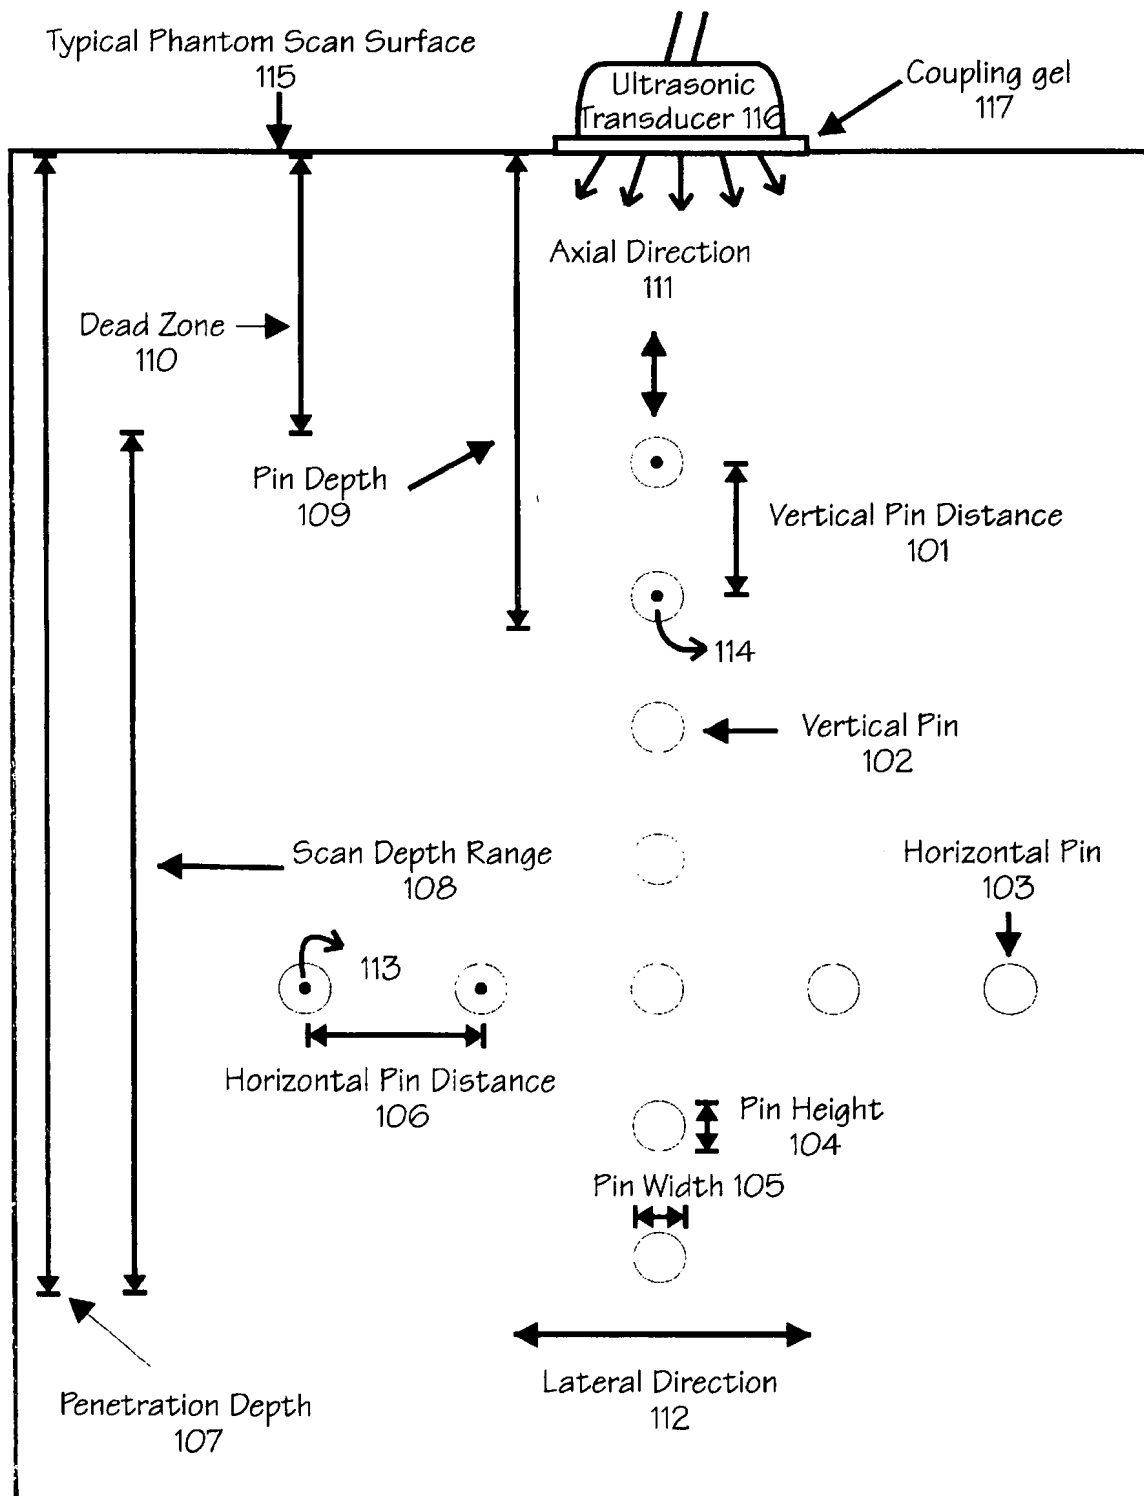 Typical Phantom Scan Surface
115
Ultrasonic
Transducer 116
Coupling gel
117
Axial Direction
111
Dead Zone
110
Pin Depth
109
Vertical Pin Distance
101
114
Vertical Pin
102
Scan Depth Range
108
Horizontal Pin
103
113
Horizontal Pin Distance
106
Pin Height
104
Pin Width 105
Lateral Direction
112
Penetration Depth
107